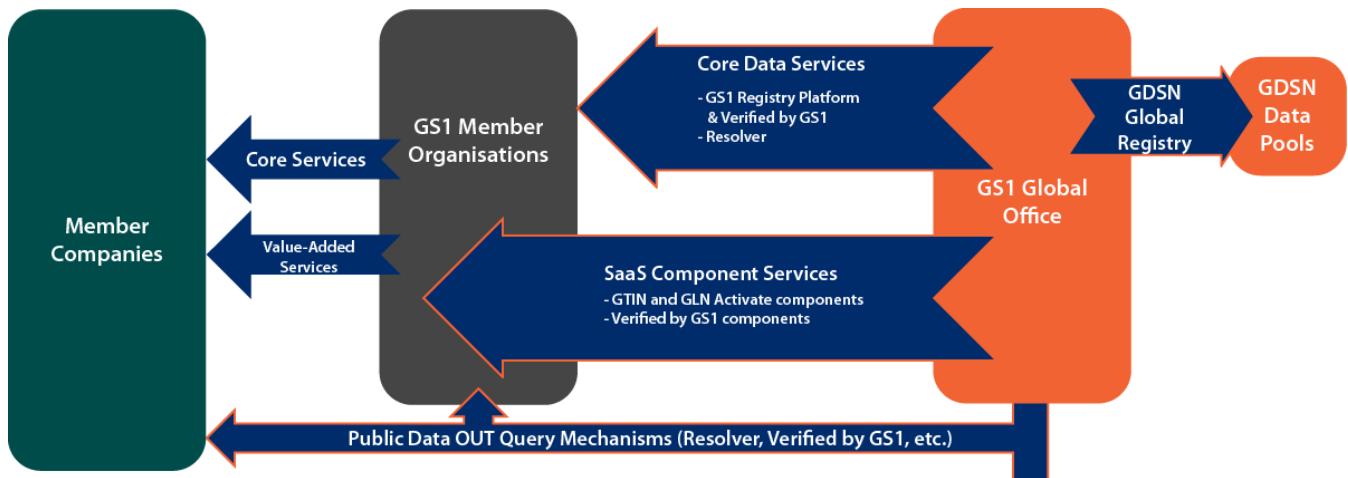 Member
Companies
Core Services
Value-Added
Services
GS1 Member
Organisations
Core Data Services
- GS1 Registry Platform
& Verified by GS1
- Resolver
SaaS Component Services
- GTIN and GLN Activate components
- Verified by GS1 components
GS1 Global
Office
GDSN
Global
Registry
GDSN
Data
Pools
Public Data OUT Query Mechanisms (Resolver, Verified by GS1, etc.)